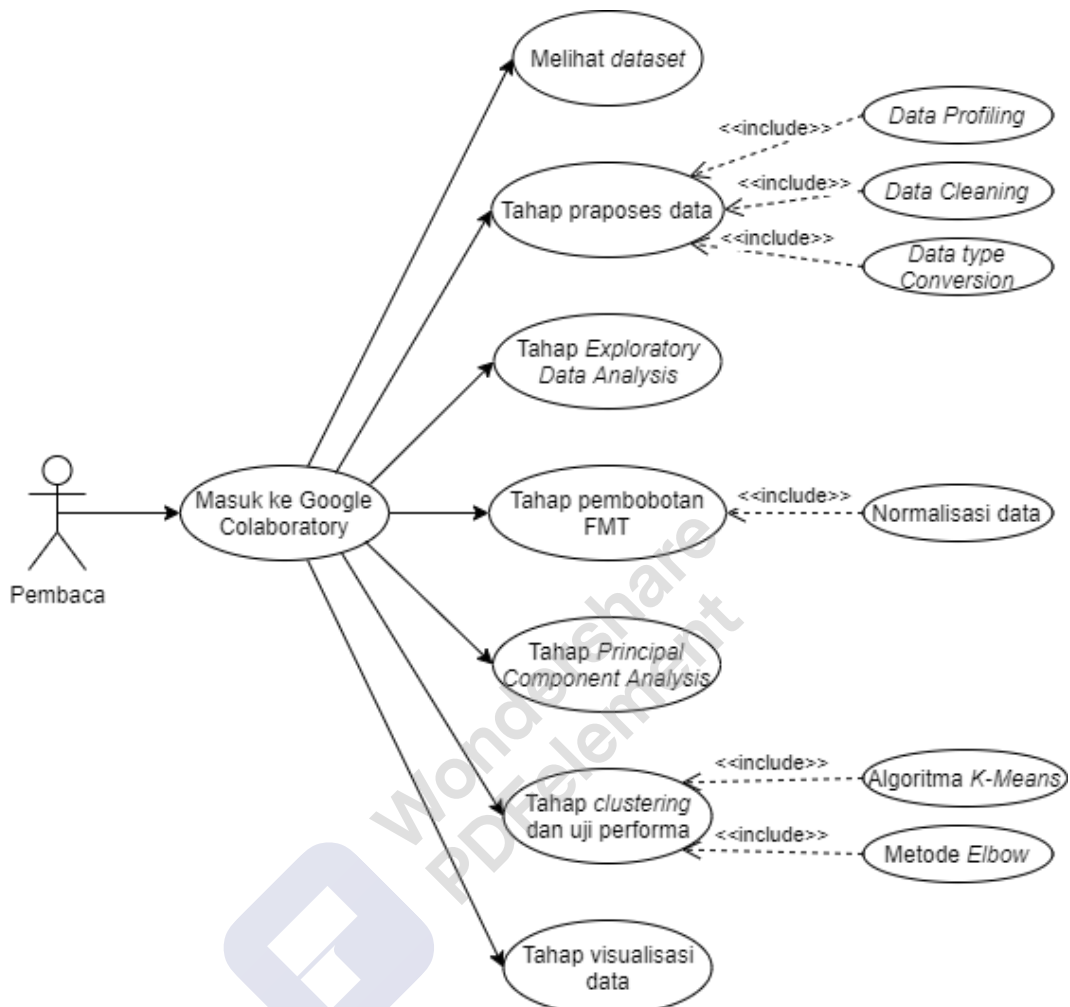 Melihat dataset
<<include>>
Data Profiling
Tahap praposes data
<<include>>
Data Cleaning
<<include>>
Data type
Conversion
Tahap Exploratory
Data Analysis
Pembaca
Masuk ke Google
Colaboratory
Tahap pembobotan
FMT
<<include>>
Normalisasi data
Tahap Principal
Component Analysis
Tahap clustering
dan uji performa
<<include>>
Algoritma K-Means
<<include>>
Metode Elbow
Tahap visualisasi
data
Wondershare
PDFelement